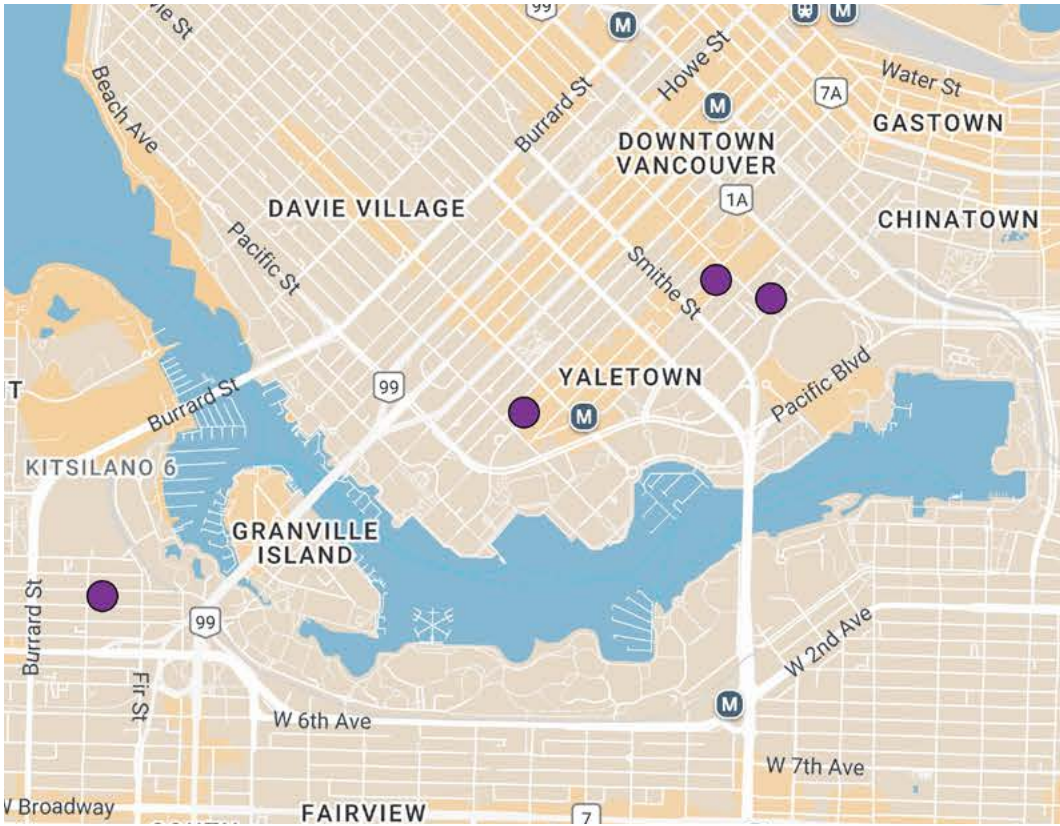 99
M
M
Howe St
Water St
Beach Ave
Burrard St
7A
M
GASTOWN
DOWNTOWN
VANCOUVER
1A
DAVIE VILLAGE
CHINATOWN
Pacific St
Smithe St
YALETOWN
Pacific Blvd
99
Burrard St
M
KITSILANO 6
GRANVILLE
ISLAND
Burrard St
99
W 2nd Ave
Fir St
M
W 6th Ave
W 7th Ave
Broadway
FAIRVIEW
7